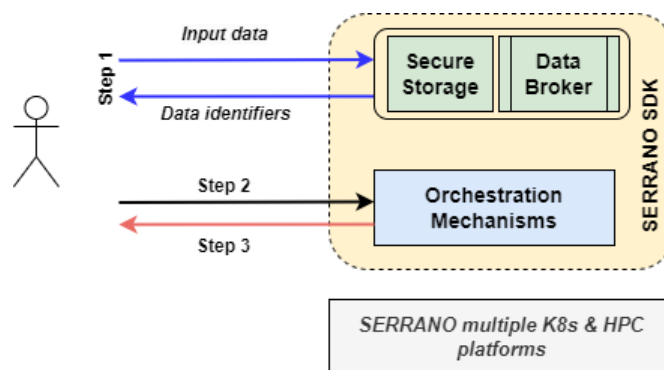 Input data
Step 1
Data identifiers
Secure
Storage
Data
Broker
SERRANO SDK
Step 2
Step 3
Orchestration
Mechanisms
SERRANO multiple K8s & HPC
platforms